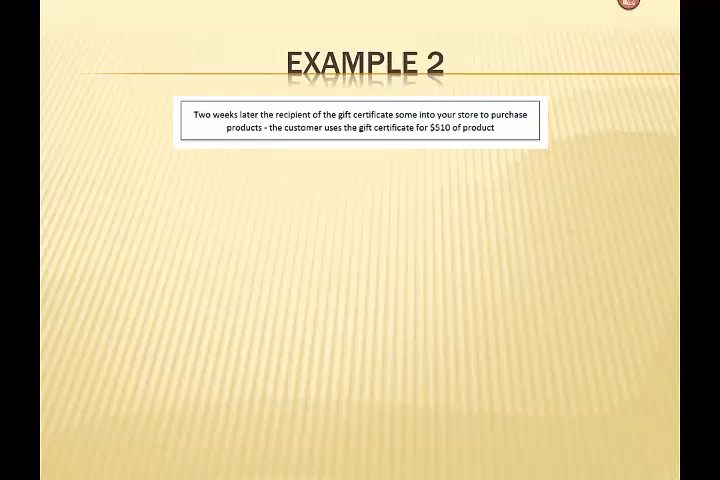 EXAMPLE 2
Two weeks later the recipient of the gift certificate some into your store to purchase
products - the customer uses the gift certificate for $510 of product